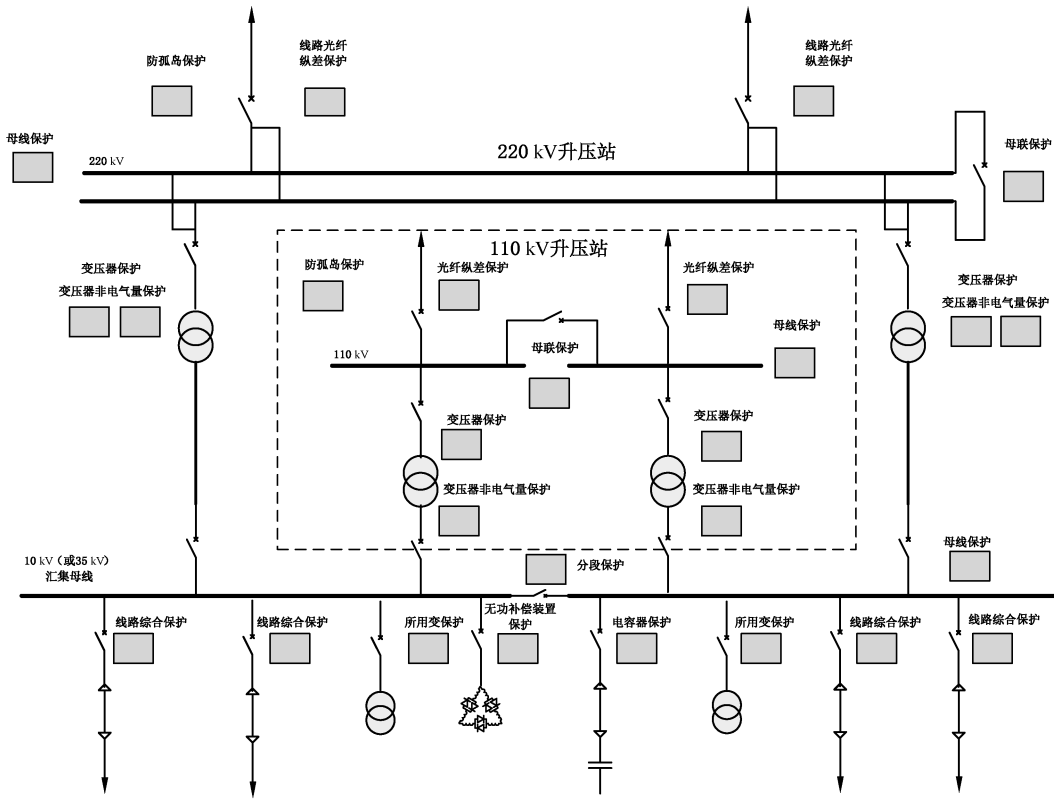 防孤岛保护
线路光纤
纵差保护
线路光纤
纵差保护
母线保护
220 kV
220 kV升压站
母联保护
110 kV升压站
防孤岛保护
光纤纵差保护
光纤纵差保护
变压器保护
变压器非电气量保护
变压器保护
变压器非电气量保护
母线保护
110 kV
母联保护
变压器保护
变压器保护
变压器非电气量保护
变压器非电气量保护
10 kV（或35 kV）
汇集母线
分段保护
母线保护
线路综合保护
线路综合保护
所用变保护
无功补偿装置
保护
电容器保护
所用变保护
线路综合保护
线路综合保护